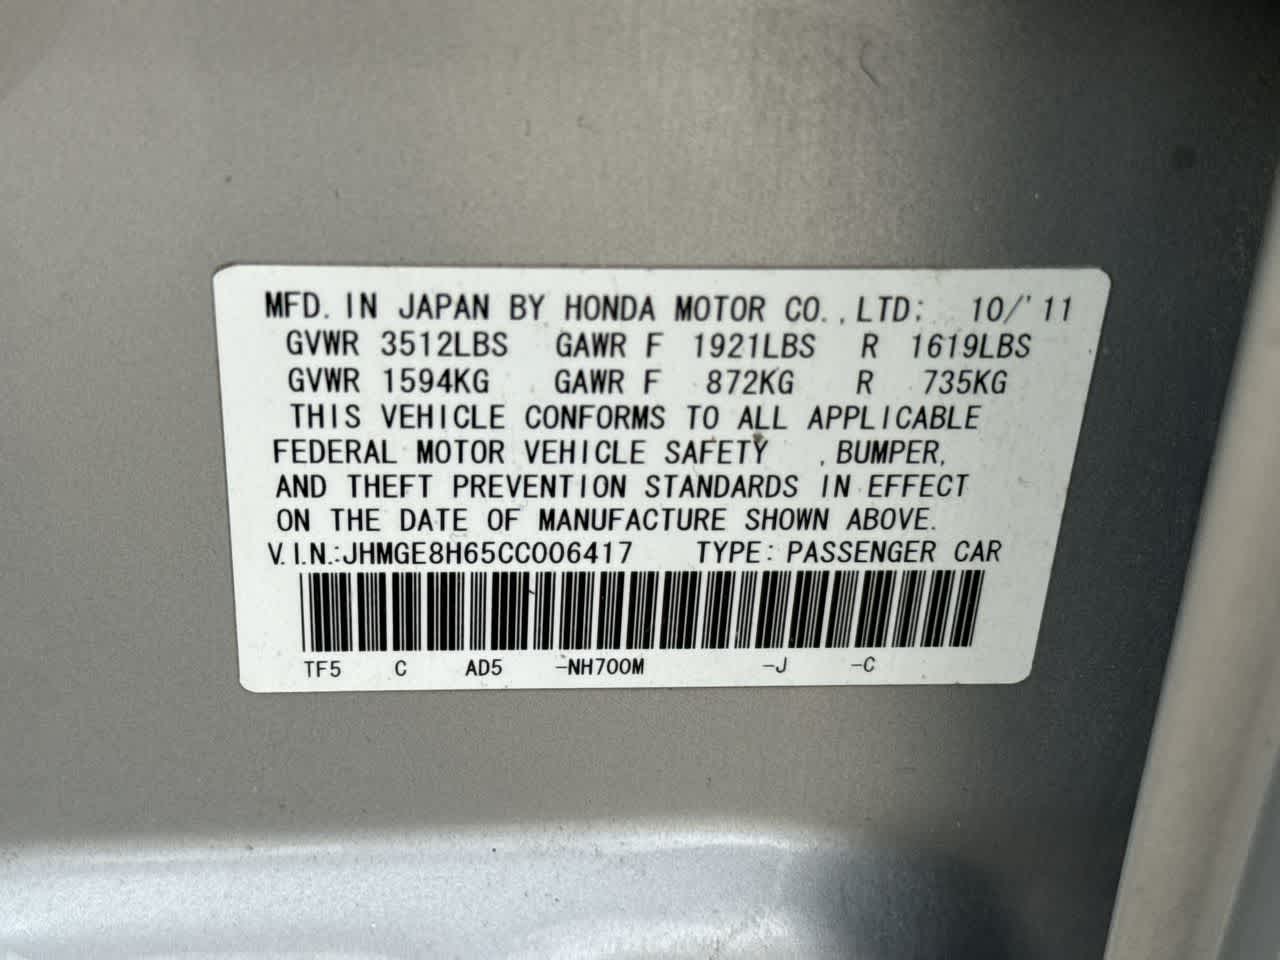 MFD. IN JAPAN BY HONDA MOTOR CO., LTD: 10/'11
GVWR 3512LBS GAWR F 1921LBS R 1619LBS
GVWR 1594KG GAWR F 872KG R 735KG
THIS VEHICLE CONFORMS TO ALL APPLICABLE
FEDERAL MOTOR VEHICLE SAFETY , BUMPER,
AND THEFT PREVENTION STANDARDS IN EFFECT
ON THE DATE OF MANUFACTURE SHOWN ABOVE.
V.I.N.:JHMGE8H65CC006417 TYPE: PASSENGER CAR
TF5 C AD5 -NH700M -J -C